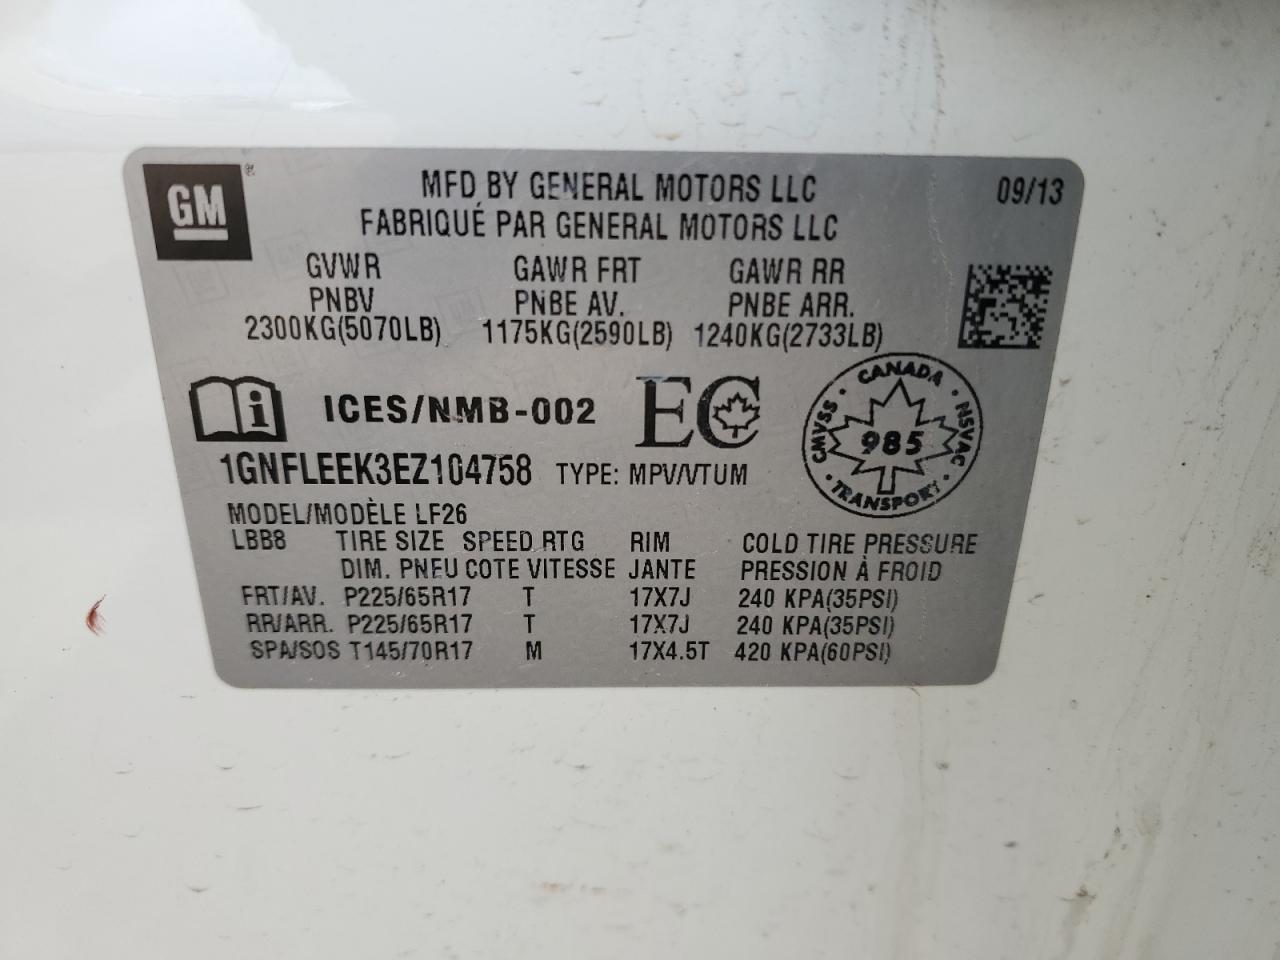 GM ®
MFD BY GENERAL MOTORS LLC 09/13
FABRIQUÉ PAR GENERAL MOTORS LLC
GVWR GAWR FRT GAWR RR
PNBV PNBE AV. PNBE ARR.
2300KG(5070LB) 1175KG(2590LB) 1240KG(2733LB)
i ICES/NMB-002 EC
CANADA
CMVSS 985 NSVAC
TRANSPORT
1GNFLEEK3EZ104758 TYPE: MPV/VTUM
MODEL/MODÈLE LF26
LBB8 TIRE SIZE SPEED RTG RIM COLD TIRE PRESSURE
DIM. PNEU COTE VITESSE JANTE PRESSION À FROID
FRT/AV. P225/65R17 T 17X7J 240 KPA(35PSI)
RR/ARR. P225/65R17 T 17X7J 240 KPA(35PSI)
SPA/SOS T145/70R17 M 17X4.5T 420 KPA(60PSI)